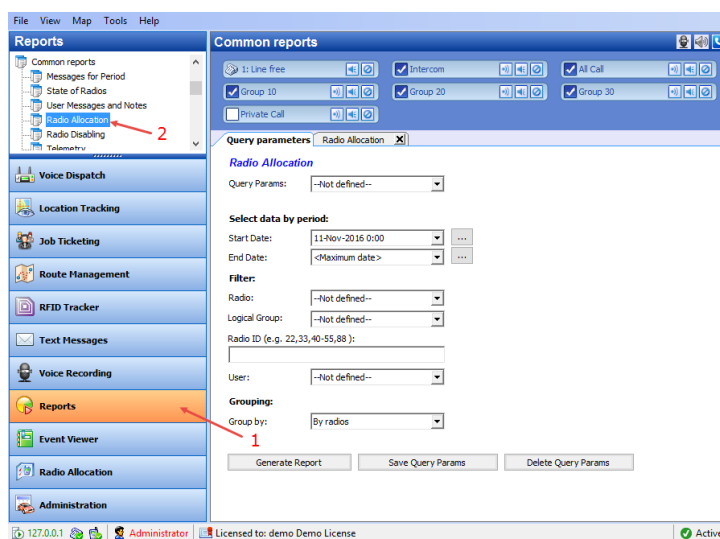 File View Map Tools Help
Reports
Common reports
Messages for Period
State of Radios
User Messages and Notes
Radio Allocation
Radio Disabling
Telemetry
2
Voice Dispatch
Location Tracking
Job Ticketing
Route Management
RFID Tracker
Text Messages
Voice Recording
Reports
1
Event Viewer
Radio Allocation
Administration
Common reports
1: Line free
Intercom
All Call
Group 10
Group 20
Group 30
Private Call
Query parameters Radio Allocation X
Radio Allocation
Query Params: --Not defined--
Select data by period:
Start Date: 11-Nov-2016 0:00 ...
End Date: <Maximum date> ...
Filter:
Radio: --Not defined--
Logical Group: --Not defined--
Radio ID (e.g. 22,33,40-55,88 ):
User: --Not defined--
Grouping:
Group by: By radios
Generate Report Save Query Params Delete Query Params
127.0.0.1 Administrator Licensed to: demo Demo License Active